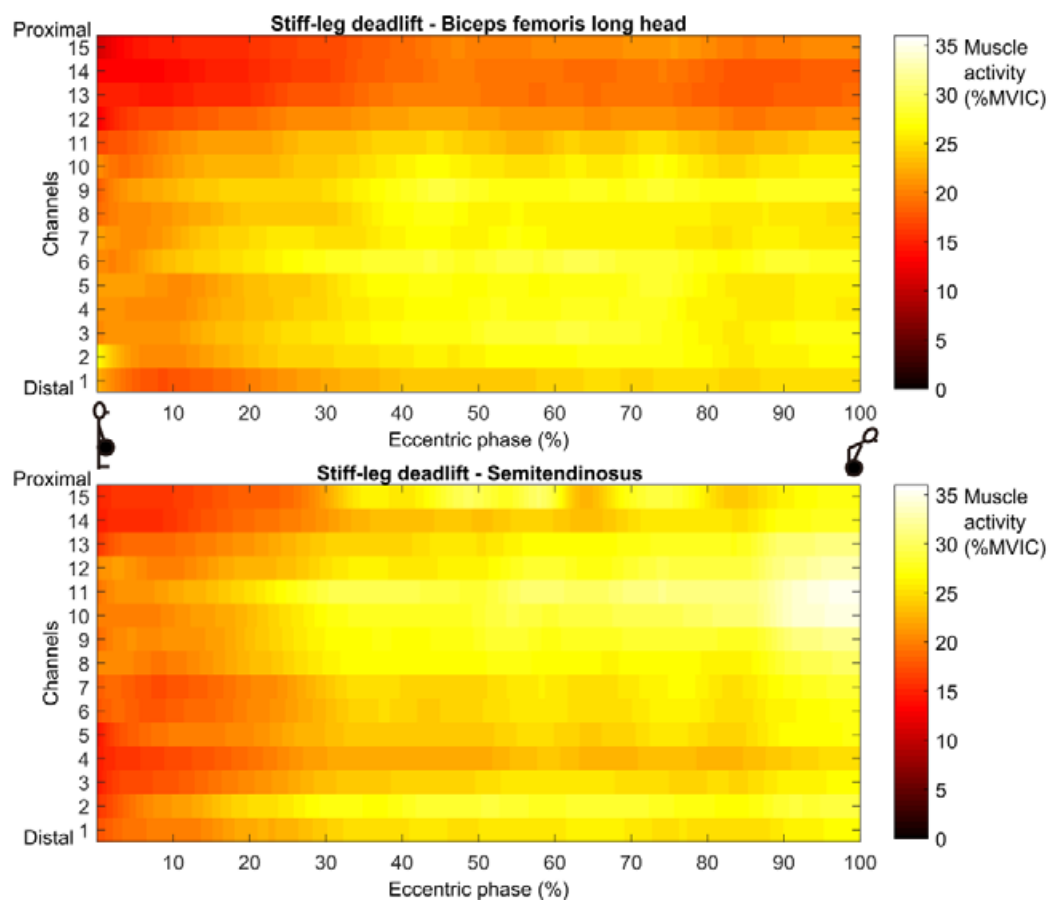 Stiff-leg deadlift - Biceps femoris long head
Proximal
15
14
13
12
11
10
9
8
7
6
5
4
3
2
1
Distal
Channels
10 20 30 40 50 60 70 80 90 100
Eccentric phase (%)
35
30
25
20
15
10
5
0
Muscle
activity
(%MVIC)
Stiff-leg deadlift - Semitendinosus
Proximal
15
14
13
12
11
10
9
8
7
6
5
4
3
2
1
Distal
Channels
10 20 30 40 50 60 70 80 90 100
Eccentric phase (%)
35
30
25
20
15
10
5
0
Muscle
activity
(%MVIC)